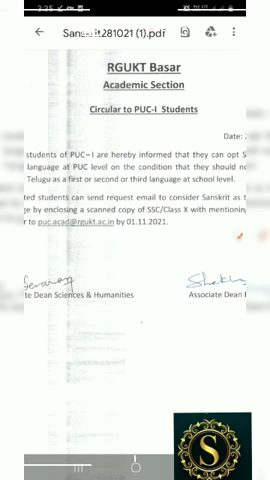 Sans
it281021 (1).pdf
RGUKT Basar
Academic Section
Circular to PUC-I Students
Date:
students of PUC–I are hereby informed that they can opt S
language at PUC level on the condition that they should no
Telugu as a first or second or third language at school level.
ted students can send request email to consider Sanskrit as t
ge by enclosing a scanned copy of SSC/Class X with mentioning
r to puc.acad@rgukt.ac.in by 01.11.2021.
te Dean Sciences & Humanities
Associate Dean
S